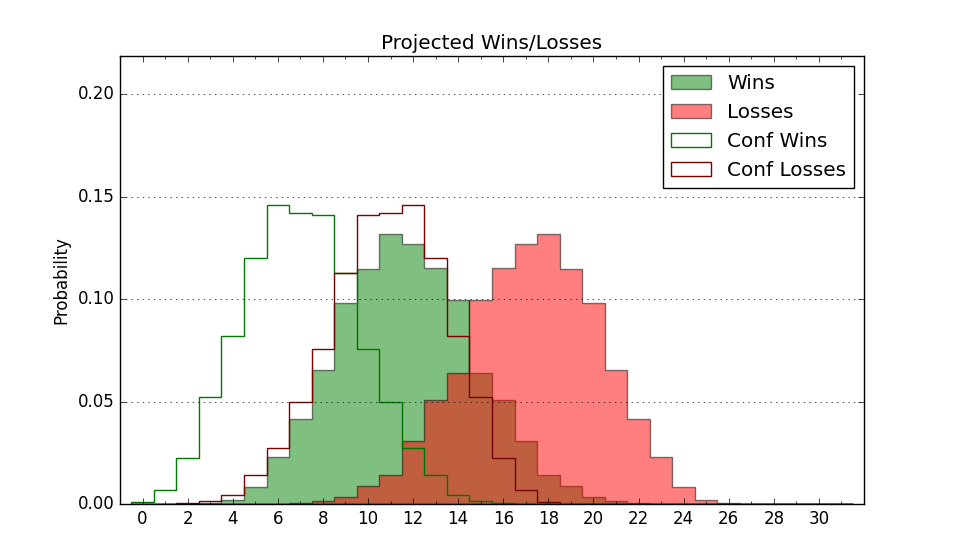 Projected Wins/Losses
0.20
0.15
0.10
0.05
0.00
Probability
Wins
Losses
Conf Wins
Conf Losses
0 2 4 6 8 10 12 14 16 18 20 22 24 26 28 30